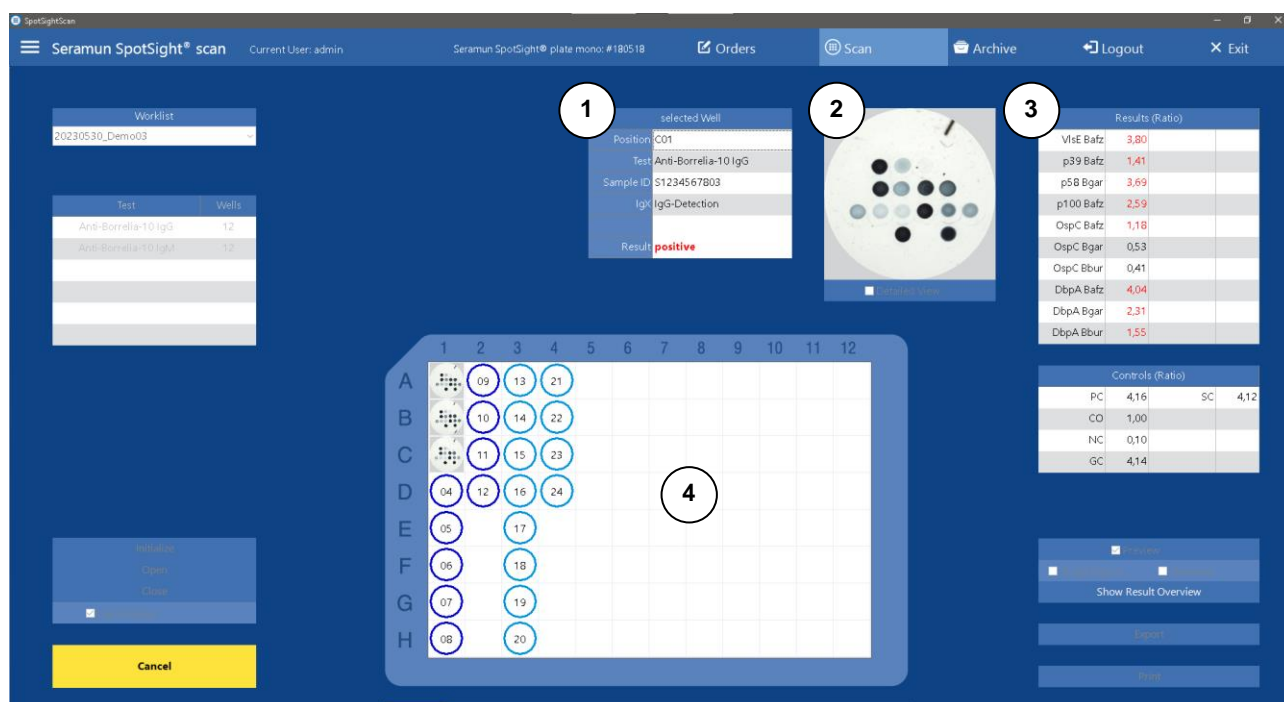 SpotSightScan
Seramun SpotSight® scan Current User: admin Seramun SpotSight® plate mono: #180518 Orders Scan Archive Logout Exit
Worklist
20230530_Demo03
Test Wells
Anti-Borrelia-10 IgG 12
Anti-Borrelia-10 IgM 12
1
selected Well
Position C01
Test Anti-Borrelia-10 IgG
Sample ID S1234567803
IgX IgG-Detection
Result positive
2
Detailed View
3
Results (Ratio)
VlsE Bafz 3,80
p39 Bafz 1,41
p58 Bgar 3,69
p100 Bafz 2,59
OspC Bafz 1,18
OspC Bgar 0,53
OspC Bbur 0,41
DbpA Bafz 4,04
DbpA Bgar 2,31
DbpA Bbur 1,55
Controls (Ratio)
PC 4,16 SC 4,12
CO 1,00
NC 0,10
GC 4,14
1 2 3 4 5 6 7 8 9 10 11 12
A 09 13 21
B 10 14 22
C 11 15 23
D 04 12 16 24
4
E 05 17
F 06 18
G 07 19
H 08 20
Initialize
Open
Close
Cancel
Preview
Show Result Overview
Export
Print